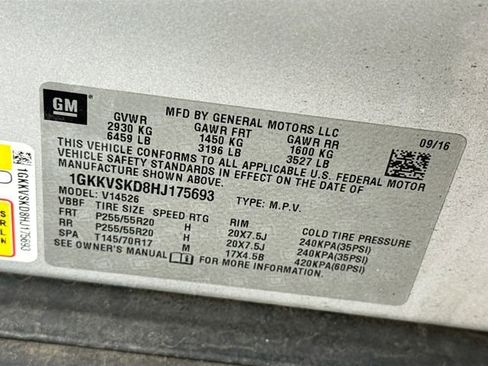 GM
MFD BY GENERAL MOTORS LLC
09/16
GVWR GAWR FRT GAWR RR
2930 KG 1450 KG 1600 KG
6459 LB 3196 LB 3527 LB
THIS VEHICLE CONFORMS TO ALL APPLICABLE U.S. FEDERAL MOTOR
VEHICLE SAFETY STANDARDS IN EFFECT ON THE DATE OF
MANUFACTURE SHOWN ABOVE.
1GKKVSKD8HJ175693 TYPE: M.P.V.
MODEL: V14526
VBBF TIRE SIZE SPEED RTG RIM COLD TIRE PRESSURE
FRT P255/55R20 H 20X7.5J 240KPA(35PSI)
RR P255/55R20 H 20X7.5J 240KPA(35PSI)
SPA T145/70R17 M 17X4.5B 420KPA(60PSI)
SEE OWNER'S MANUAL FOR MORE INFORMATION.
1GKKVSKD8HJ175693